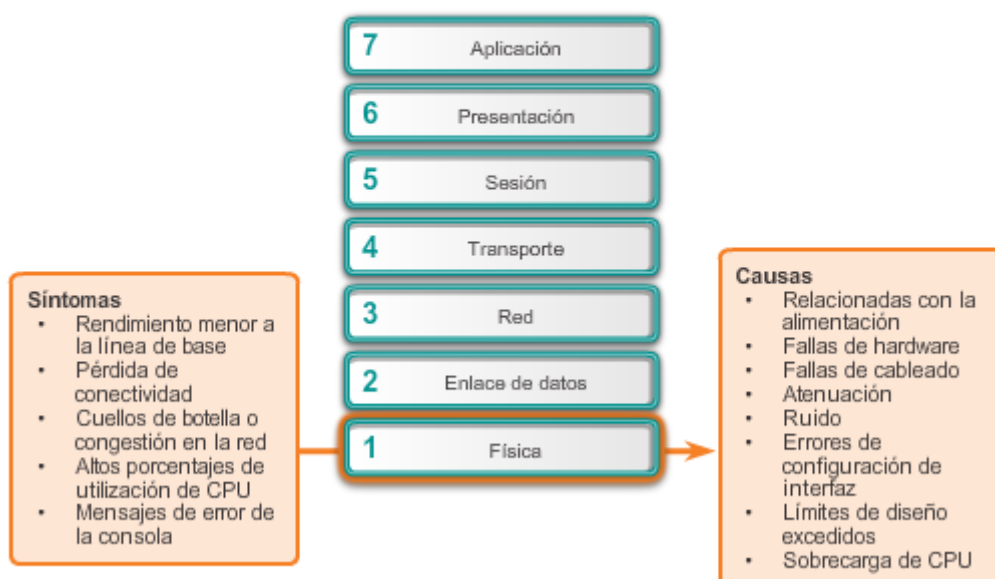 7 Aplicación
6 Presentación
5 Sesión
4 Transporte
3 Red
2 Enlace de datos
1 Física
Síntomas
• Rendimiento menor a
la línea de base
• Pérdida de
conectividad
• Cuellos de botella o
congestión en la red
• Altos porcentajes de
utilización de CPU
• Mensajes de error de
la consola
Causas
• Relacionadas con la
alimentación
• Fallas de hardware
• Fallas de cableado
• Atenuación
• Ruido
• Errores de
configuración de
interfaz
• Límites de diseño
excedidos
• Sobrecarga de CPU